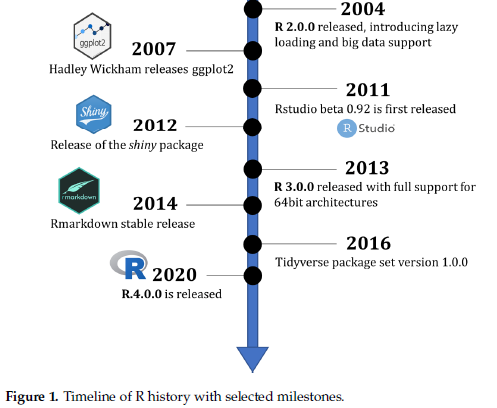 2004
R 2.0.0 released, introducing lazy
loading and big data support
ggplot2
2007
Hadley Wickham releases ggplot2
2011
Rstudio beta 0.92 is first released
R Studio
Shiny
2012
Release of the shiny package
2013
R 3.0.0 released with full support for
64bit architectures
rmarkdown
2014
Rmarkdown stable release
2016
Tidyverse package set version 1.0.0
R
2020
R.4.0.0 is released
Figure 1. Timeline of R history with selected milestones.